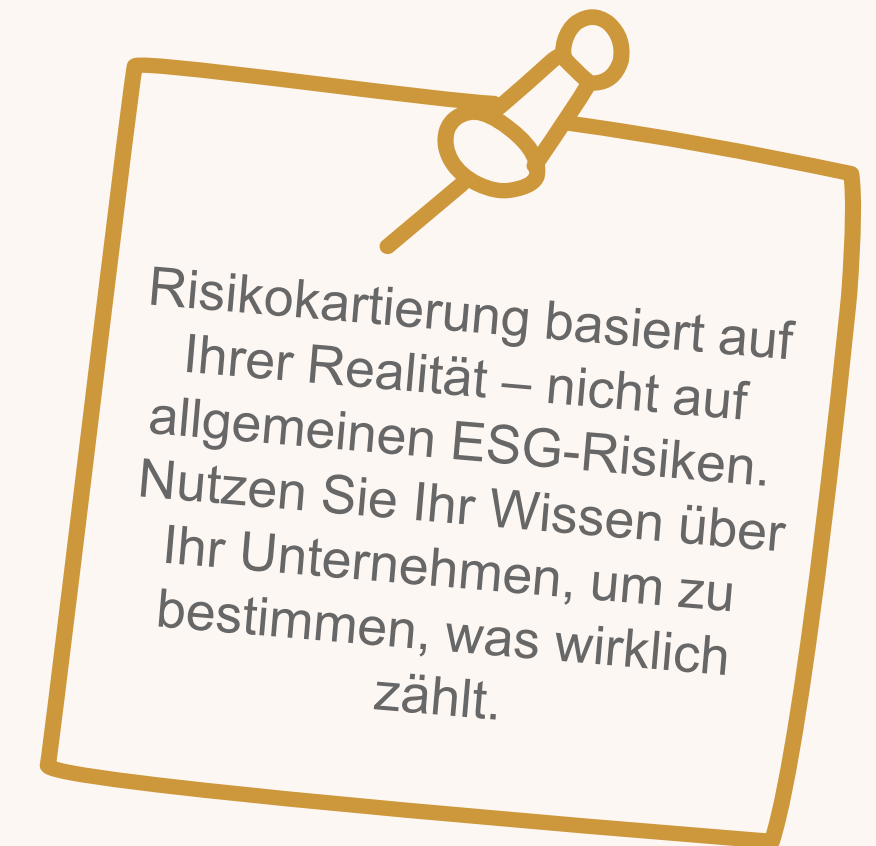 Risikokartierung basiert auf
Ihrer Realität – nicht auf
allgemeinen ESG-Risiken.
Nutzen Sie Ihr Wissen über
Ihr Unternehmen, um zu
bestimmen, was wirklich
zählt.